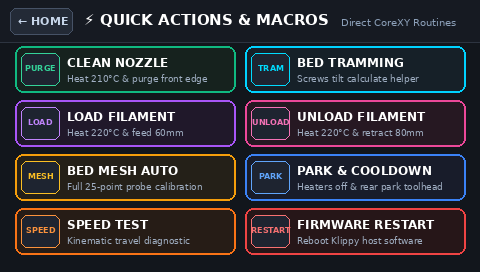 ← HOME
⚡ QUICK ACTIONS & MACROS
Direct CoreXY Routines
PURGE
CLEAN NOZZLE
Heat 210°C & purge front edge
TRAM
BED TRAMMING
Screws tilt calculate helper
LOAD
LOAD FILAMENT
Heat 220°C & feed 60mm
UNLOAD
UNLOAD FILAMENT
Heat 220°C & retract 80mm
MESH
BED MESH AUTO
Full 25-point probe calibration
PARK
PARK & COOLDOWN
Heaters off & rear park toolhead
SPEED
SPEED TEST
Kinematic travel diagnostic
RESTART
FIRMWARE RESTART
Reboot Klippy host software